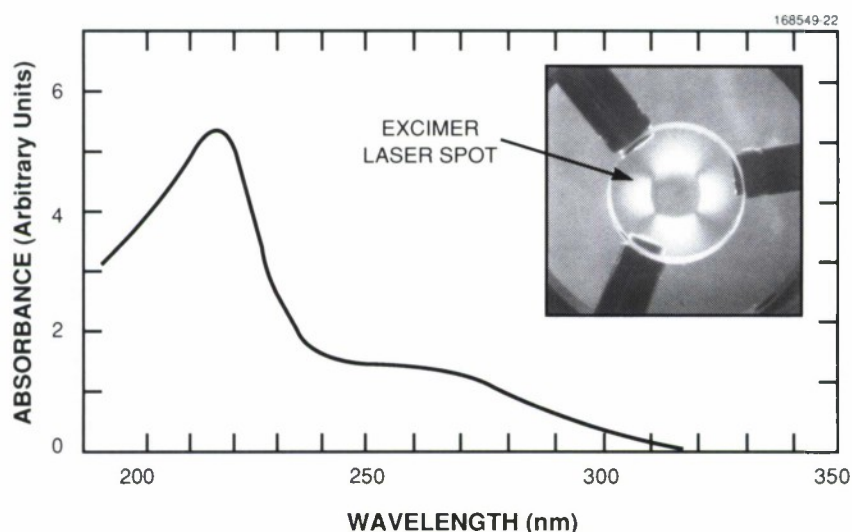 168549-22
ABSORBANCE (Arbitrary Units)
6
4
2
0
EXCIMER
LASER SPOT
200
250
300
350
WAVELENGTH (nm)